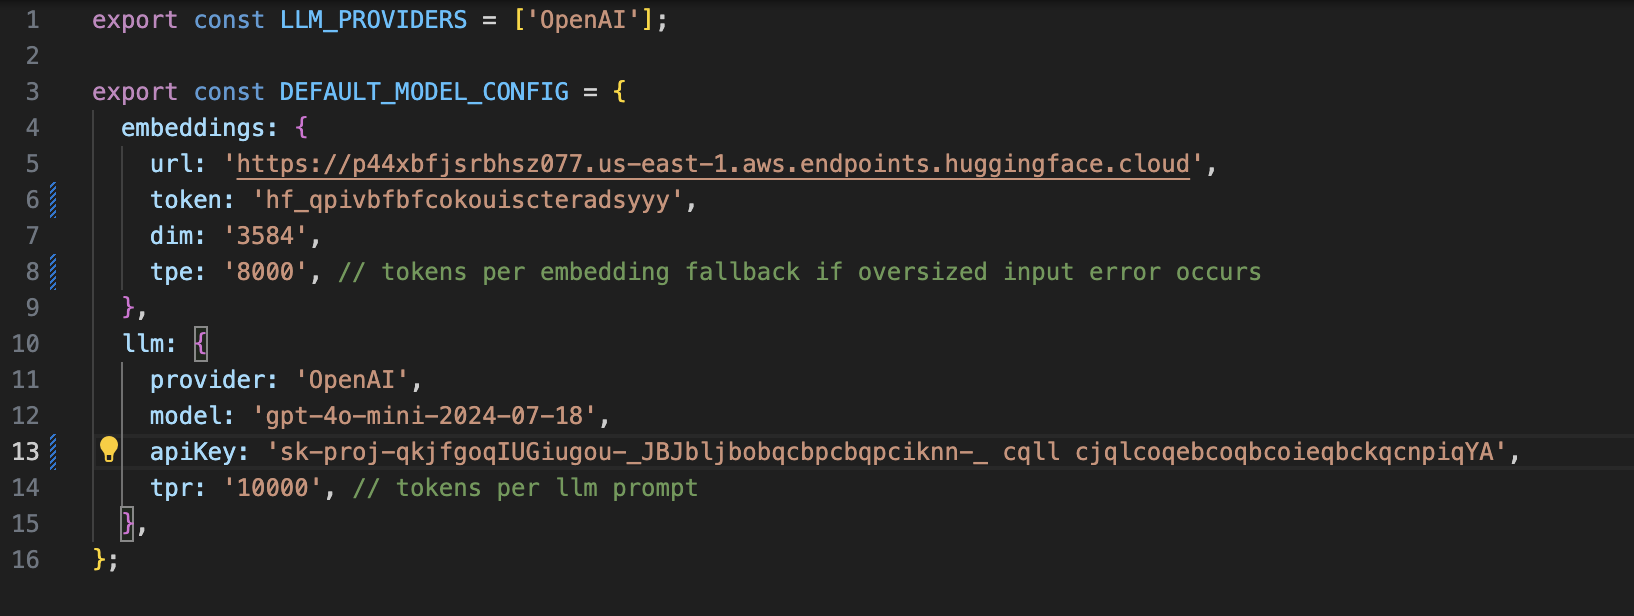 1 export const LLM_PROVIDERS = ['OpenAI'];
2
3 export const DEFAULT_MODEL_CONFIG = {
4 embeddings: {
5 url: 'https://p44xbfjsrbhsz077.us-east-1.aws.endpoints.huggingface.cloud',
6 token: 'hf_qpivbfbfcokouiscteradsyyy',
7 dim: '3584',
8 tpe: '8000', // tokens per embedding fallback if oversized input error occurs
9 },
10 llm: {
11 provider: 'OpenAI',
12 model: 'gpt-4o-mini-2024-07-18',
13 apiKey: 'sk-proj-qkjfgoqIUGiugou-_JBJbljbobqcbpcbqpciknn-_ cqll cjqlcoqebcoqbcoieqbckqcnpiqYA',
14 tpr: '10000', // tokens per llm prompt
15 },
16 };